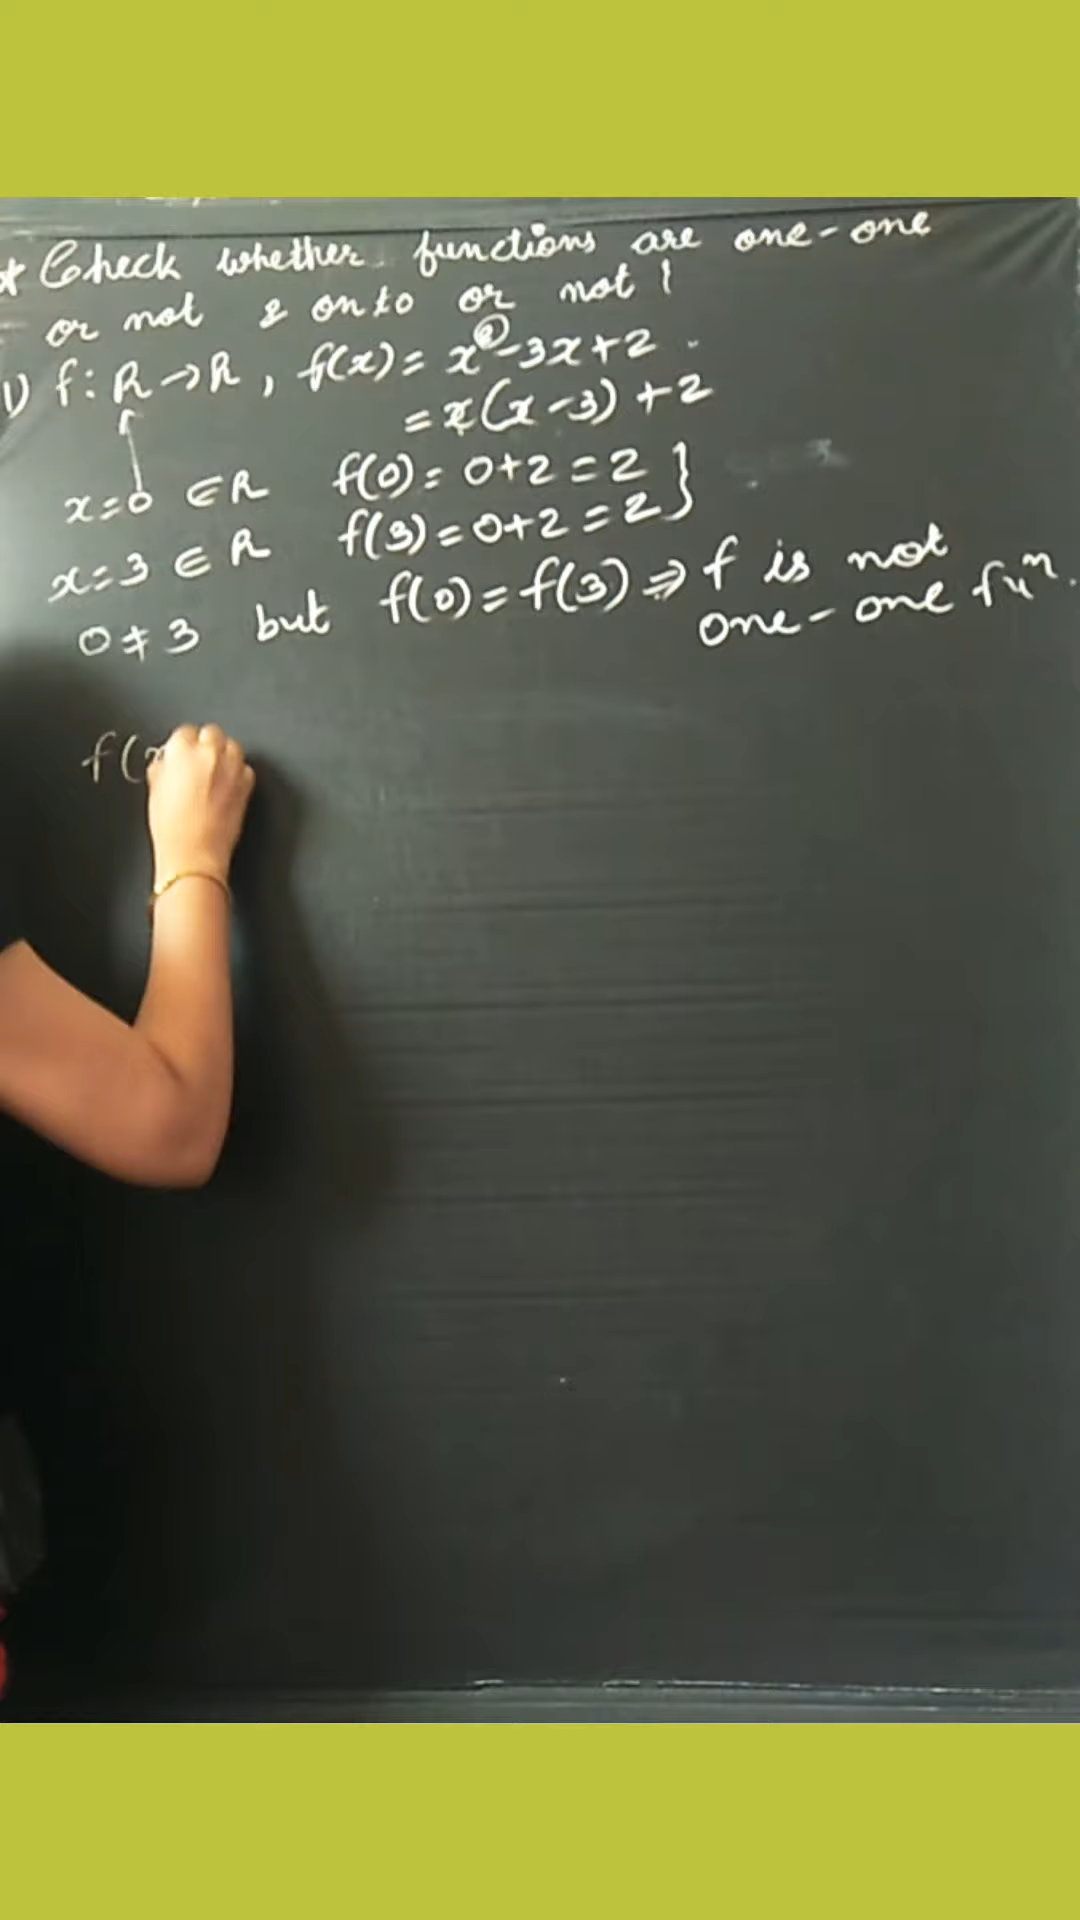 * Check whether functions are one-one
or not & onto or not !
1) f: R → R , f(x) = x² - 3x + 2 .
= x(x - 3) + 2
x = 0 ∈ R f(0) = 0 + 2 = 2 }
x = 3 ∈ R f(3) = 0 + 2 = 2
0 ≠ 3 but f(0) = f(3) ⇒ f is not
one-one fuⁿ.
f(x